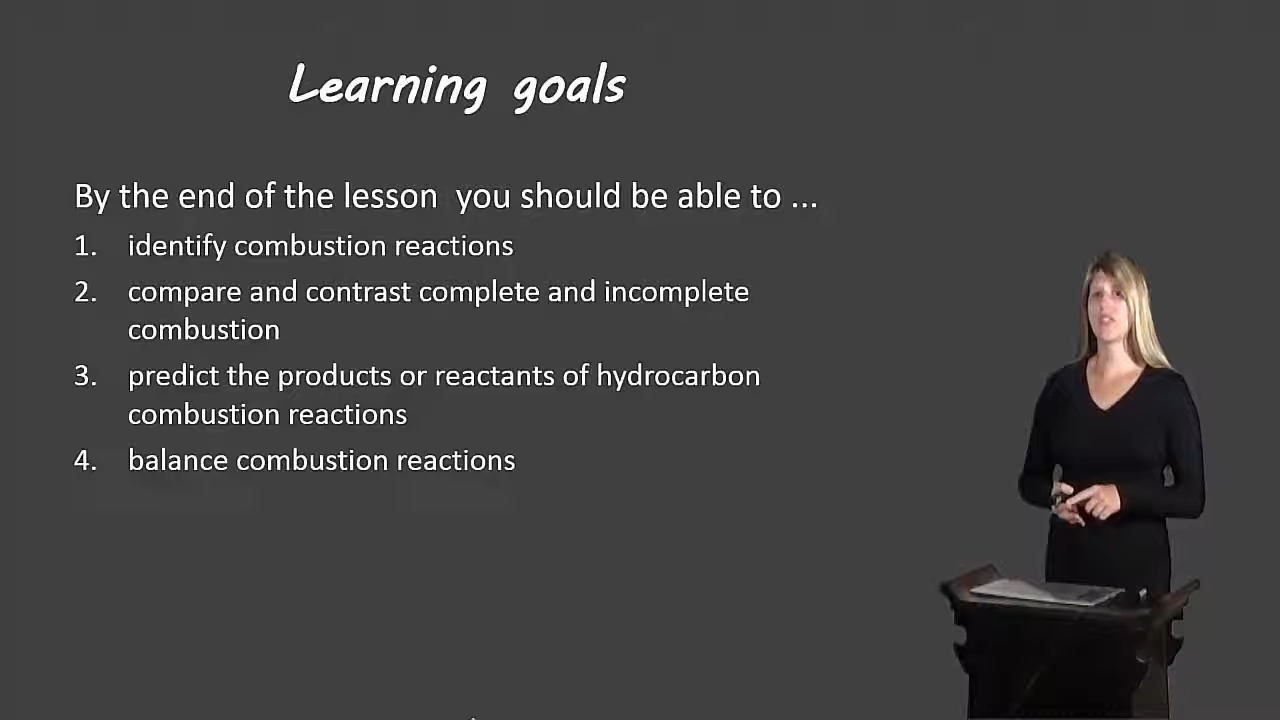 Learning goals
By the end of the lesson you should be able to ...
1. identify combustion reactions
2. compare and contrast complete and incomplete
combustion
3. predict the products or reactants of hydrocarbon
combustion reactions
4. balance combustion reactions